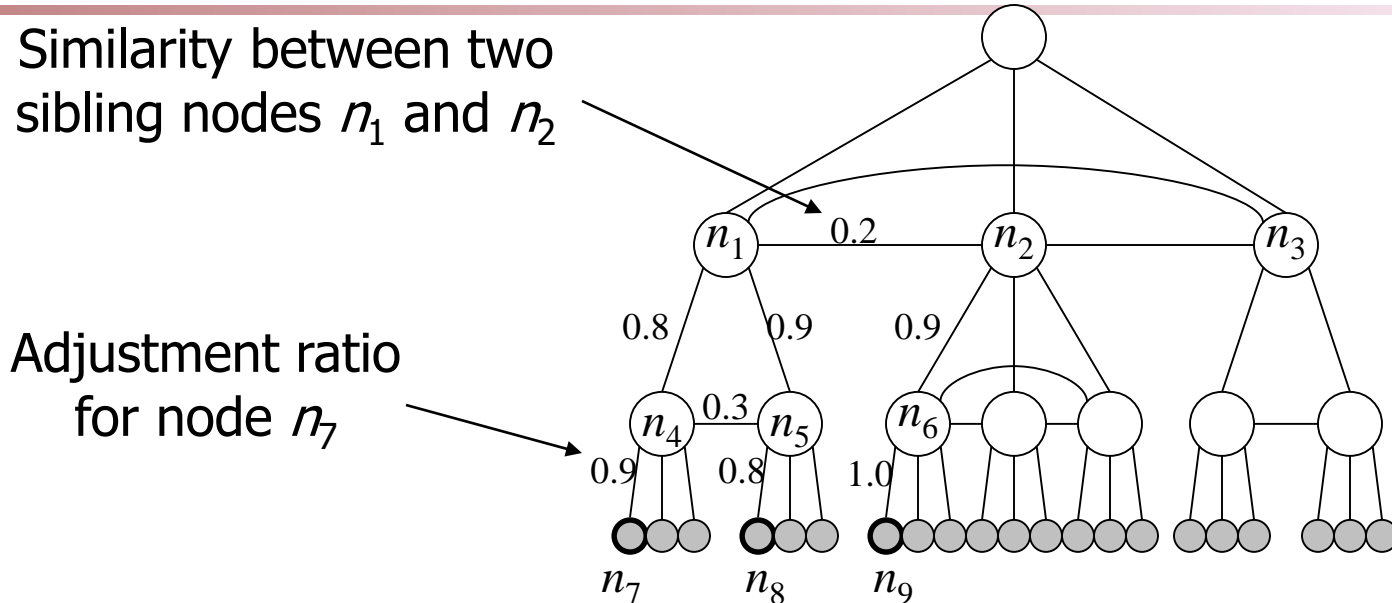 Similarity between two
sibling nodes n₁ and n₂
n₁ 0.2 n₂ n₃
0.8 0.9 0.9
Adjustment ratio
for node n₇
n₄ 0.3 n₅ n₆
0.9 0.8 1.0
n₇ n₈ n₉